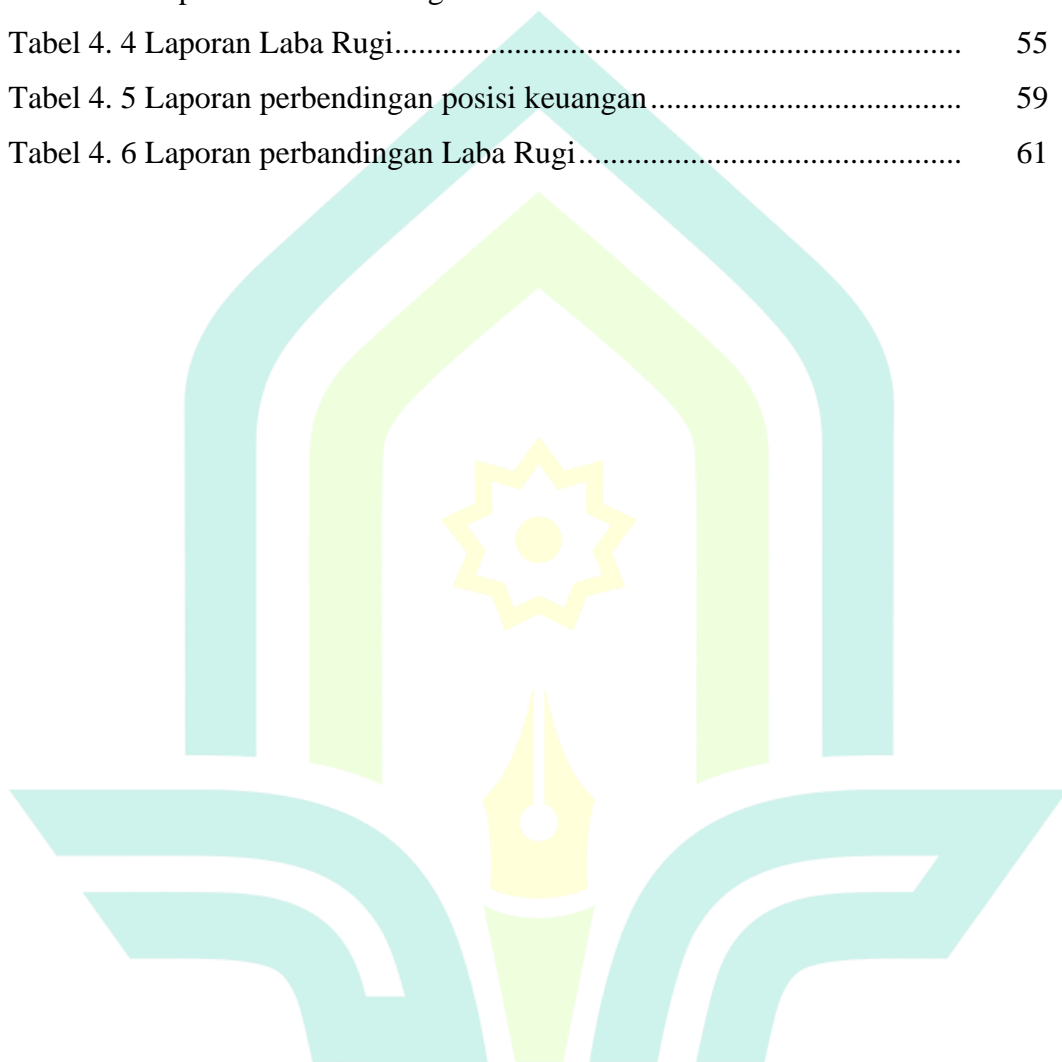 Tabel 4. 4 Laporan Laba Rugi........................................................................ 55
Tabel 4. 5 Laporan perbendingan posisi keuangan....................................... 59
Tabel 4. 6 Laporan perbandingan Laba Rugi................................................ 61